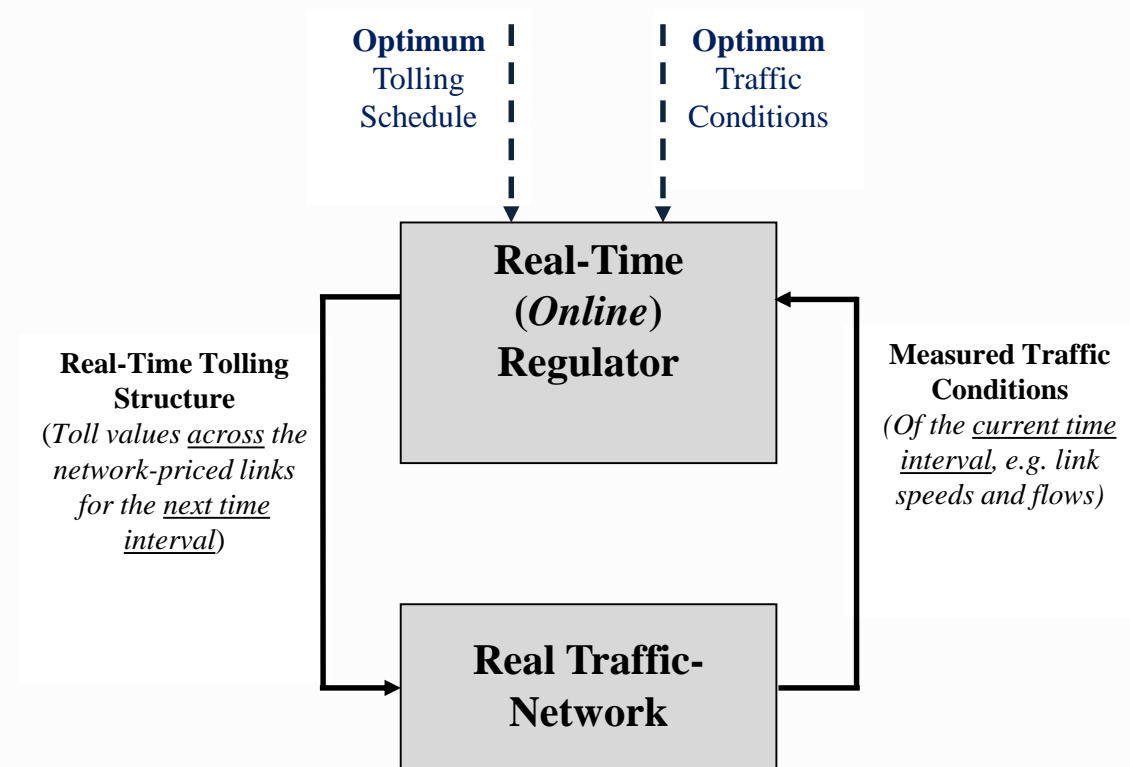 Optimum
Tolling
Schedule
Optimum
Traffic
Conditions
Real-Time
(Online)
Regulator
Real-Time Tolling
Structure
(Toll values across the
network-priced links
for the next time
interval)
Measured Traffic
Conditions
(Of the current time
interval, e.g. link
speeds and flows)
Real Traffic-
Network